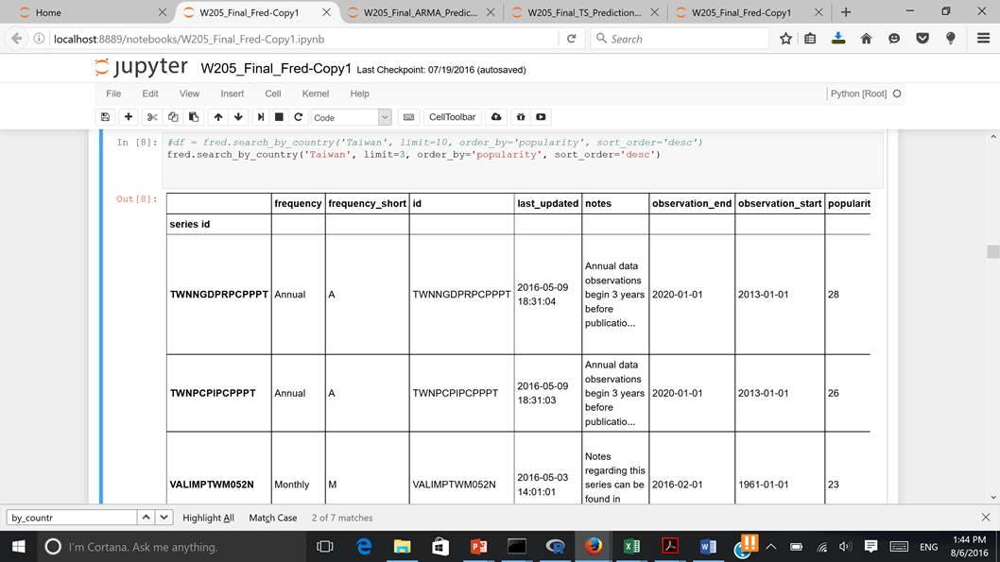 Home
W205_Final_Fred-Copy1
W205_Final_ARMA_Predic...
W205_Final_TS_Prediction...
W205_Final_Fred-Copy1
localhost:8889/notebooks/W205_Final_Fred-Copy1.ipynb
Search
jupyter W205_Final_Fred-Copy1 Last Checkpoint: 07/19/2016 (autosaved)
File Edit View Insert Cell Kernel Help Python [Root]
Code CellToolbar
In [8]: #df = fred.search_by_country('Taiwan', limit=10, order_by='popularity', sort_order='desc')
fred.search_by_country('Taiwan', limit=3, order_by='popularity', sort_order='desc')
Out[8]:
frequency frequency_short id last_updated notes observation_end observation_start popularit
series id
TWNNGDPRPCPPPT Annual A TWNNGDPRPCPPPT 2016-05-09
18:31:04
Annual data
observations
begin 3 years
before
publicatio...
2020-01-01 2013-01-01 28
TWNPCPIPCPPPT Annual A TWNPCPIPCPPPT 2016-05-09
18:31:03
Annual data
observations
begin 3 years
before
publicatio...
2020-01-01 2013-01-01 26
VALIMPTWM052N Monthly M VALIMPTWM052N 2016-05-03
14:01:01
Notes
regarding this
series can be
found in
2016-02-01 1961-01-01 23
by_countr Highlight All Match Case 2 of 7 matches
I'm Cortana. Ask me anything.
ENG
1:44 PM
8/6/2016